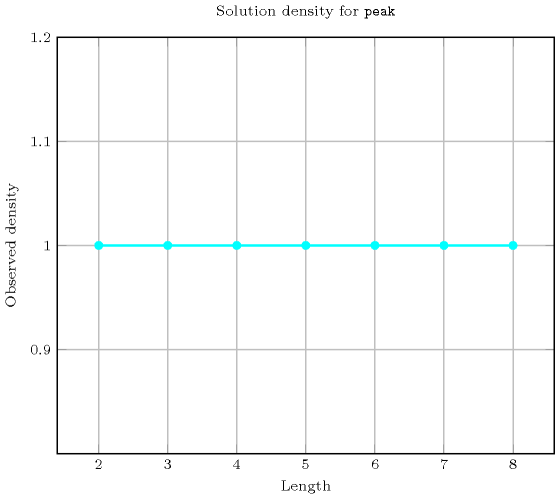 Solution density for peak
1.2
1.1
1
0.9
Observed density
2 3 4 5 6 7 8
Length